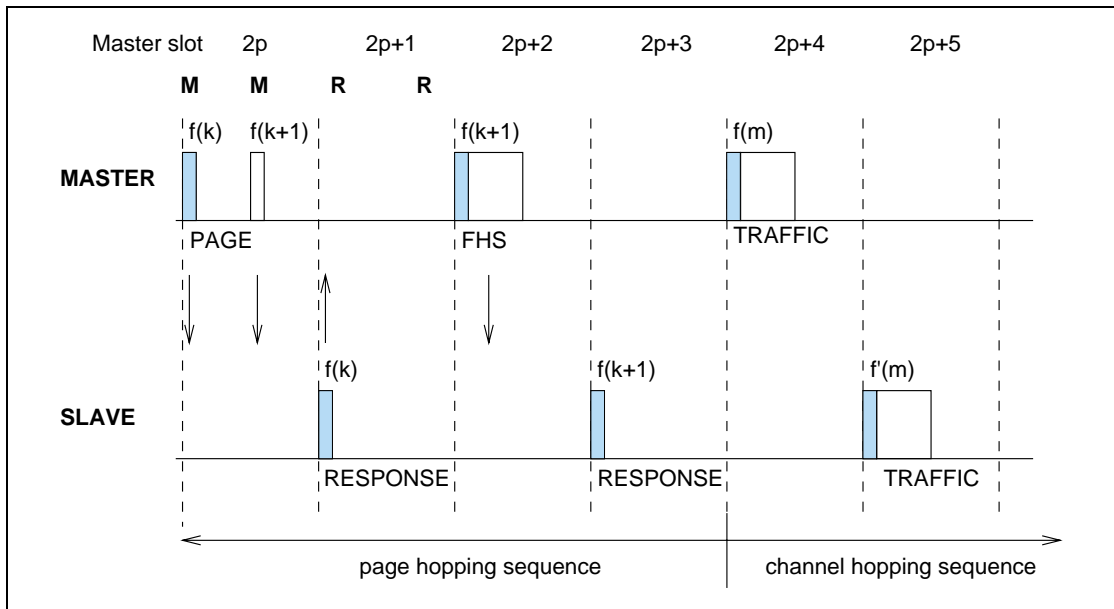 Master slot 2p 2p+1 2p+2 2p+3 2p+4 2p+5
M M R R
f(k) f(k+1) f(k+1) f(m)
MASTER
PAGE FHS TRAFFIC
f(k) f(k+1) f'(m)
SLAVE
RESPONSE RESPONSE TRAFFIC
page hopping sequence channel hopping sequence